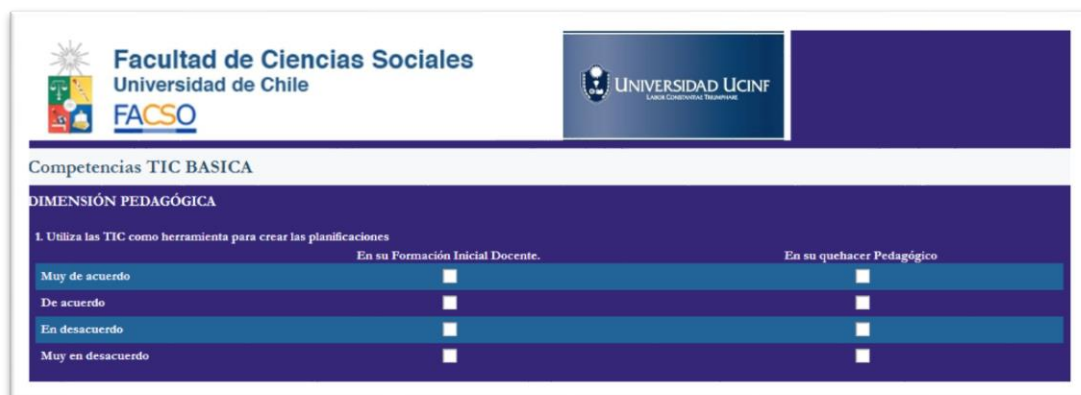 Facultad de Ciencias Sociales
Universidad de Chile
FACSO
UNIVERSIDAD UCINF
Competencias TIC BASICA
DIMENSIÓN PEDAGÓGICA
1. Utiliza las TIC como herramienta para crear las planificaciones
En su Formación Inicial Docente. En su quehacer Pedagógico
Muy de acuerdo
De acuerdo
En desacuerdo
Muy en desacuerdo